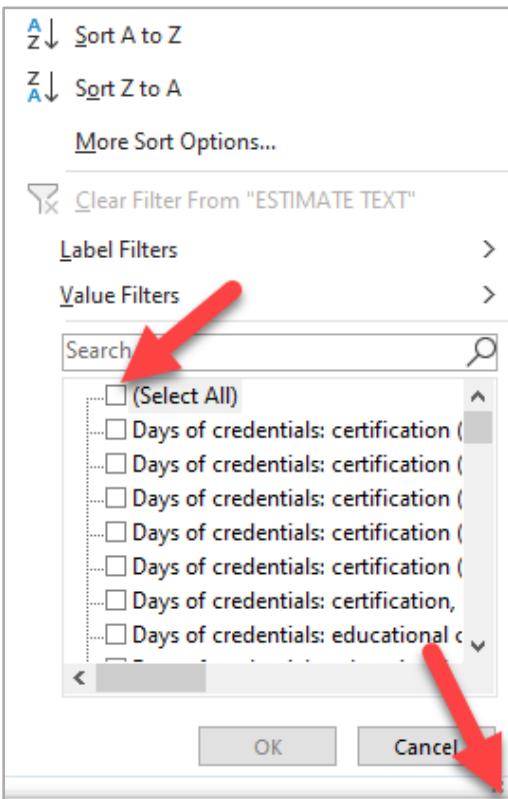 Sort A to Z
Sort Z to A
More Sort Options...
Clear Filter From "ESTIMATE TEXT"
Label Filters
Value Filters
Search
(Select All)
Days of credentials: certification (
Days of credentials: certification (
Days of credentials: certification (
Days of credentials: certification (
Days of credentials: certification (
Days of credentials: certification,
Days of credentials: educational c
OK
Cancel